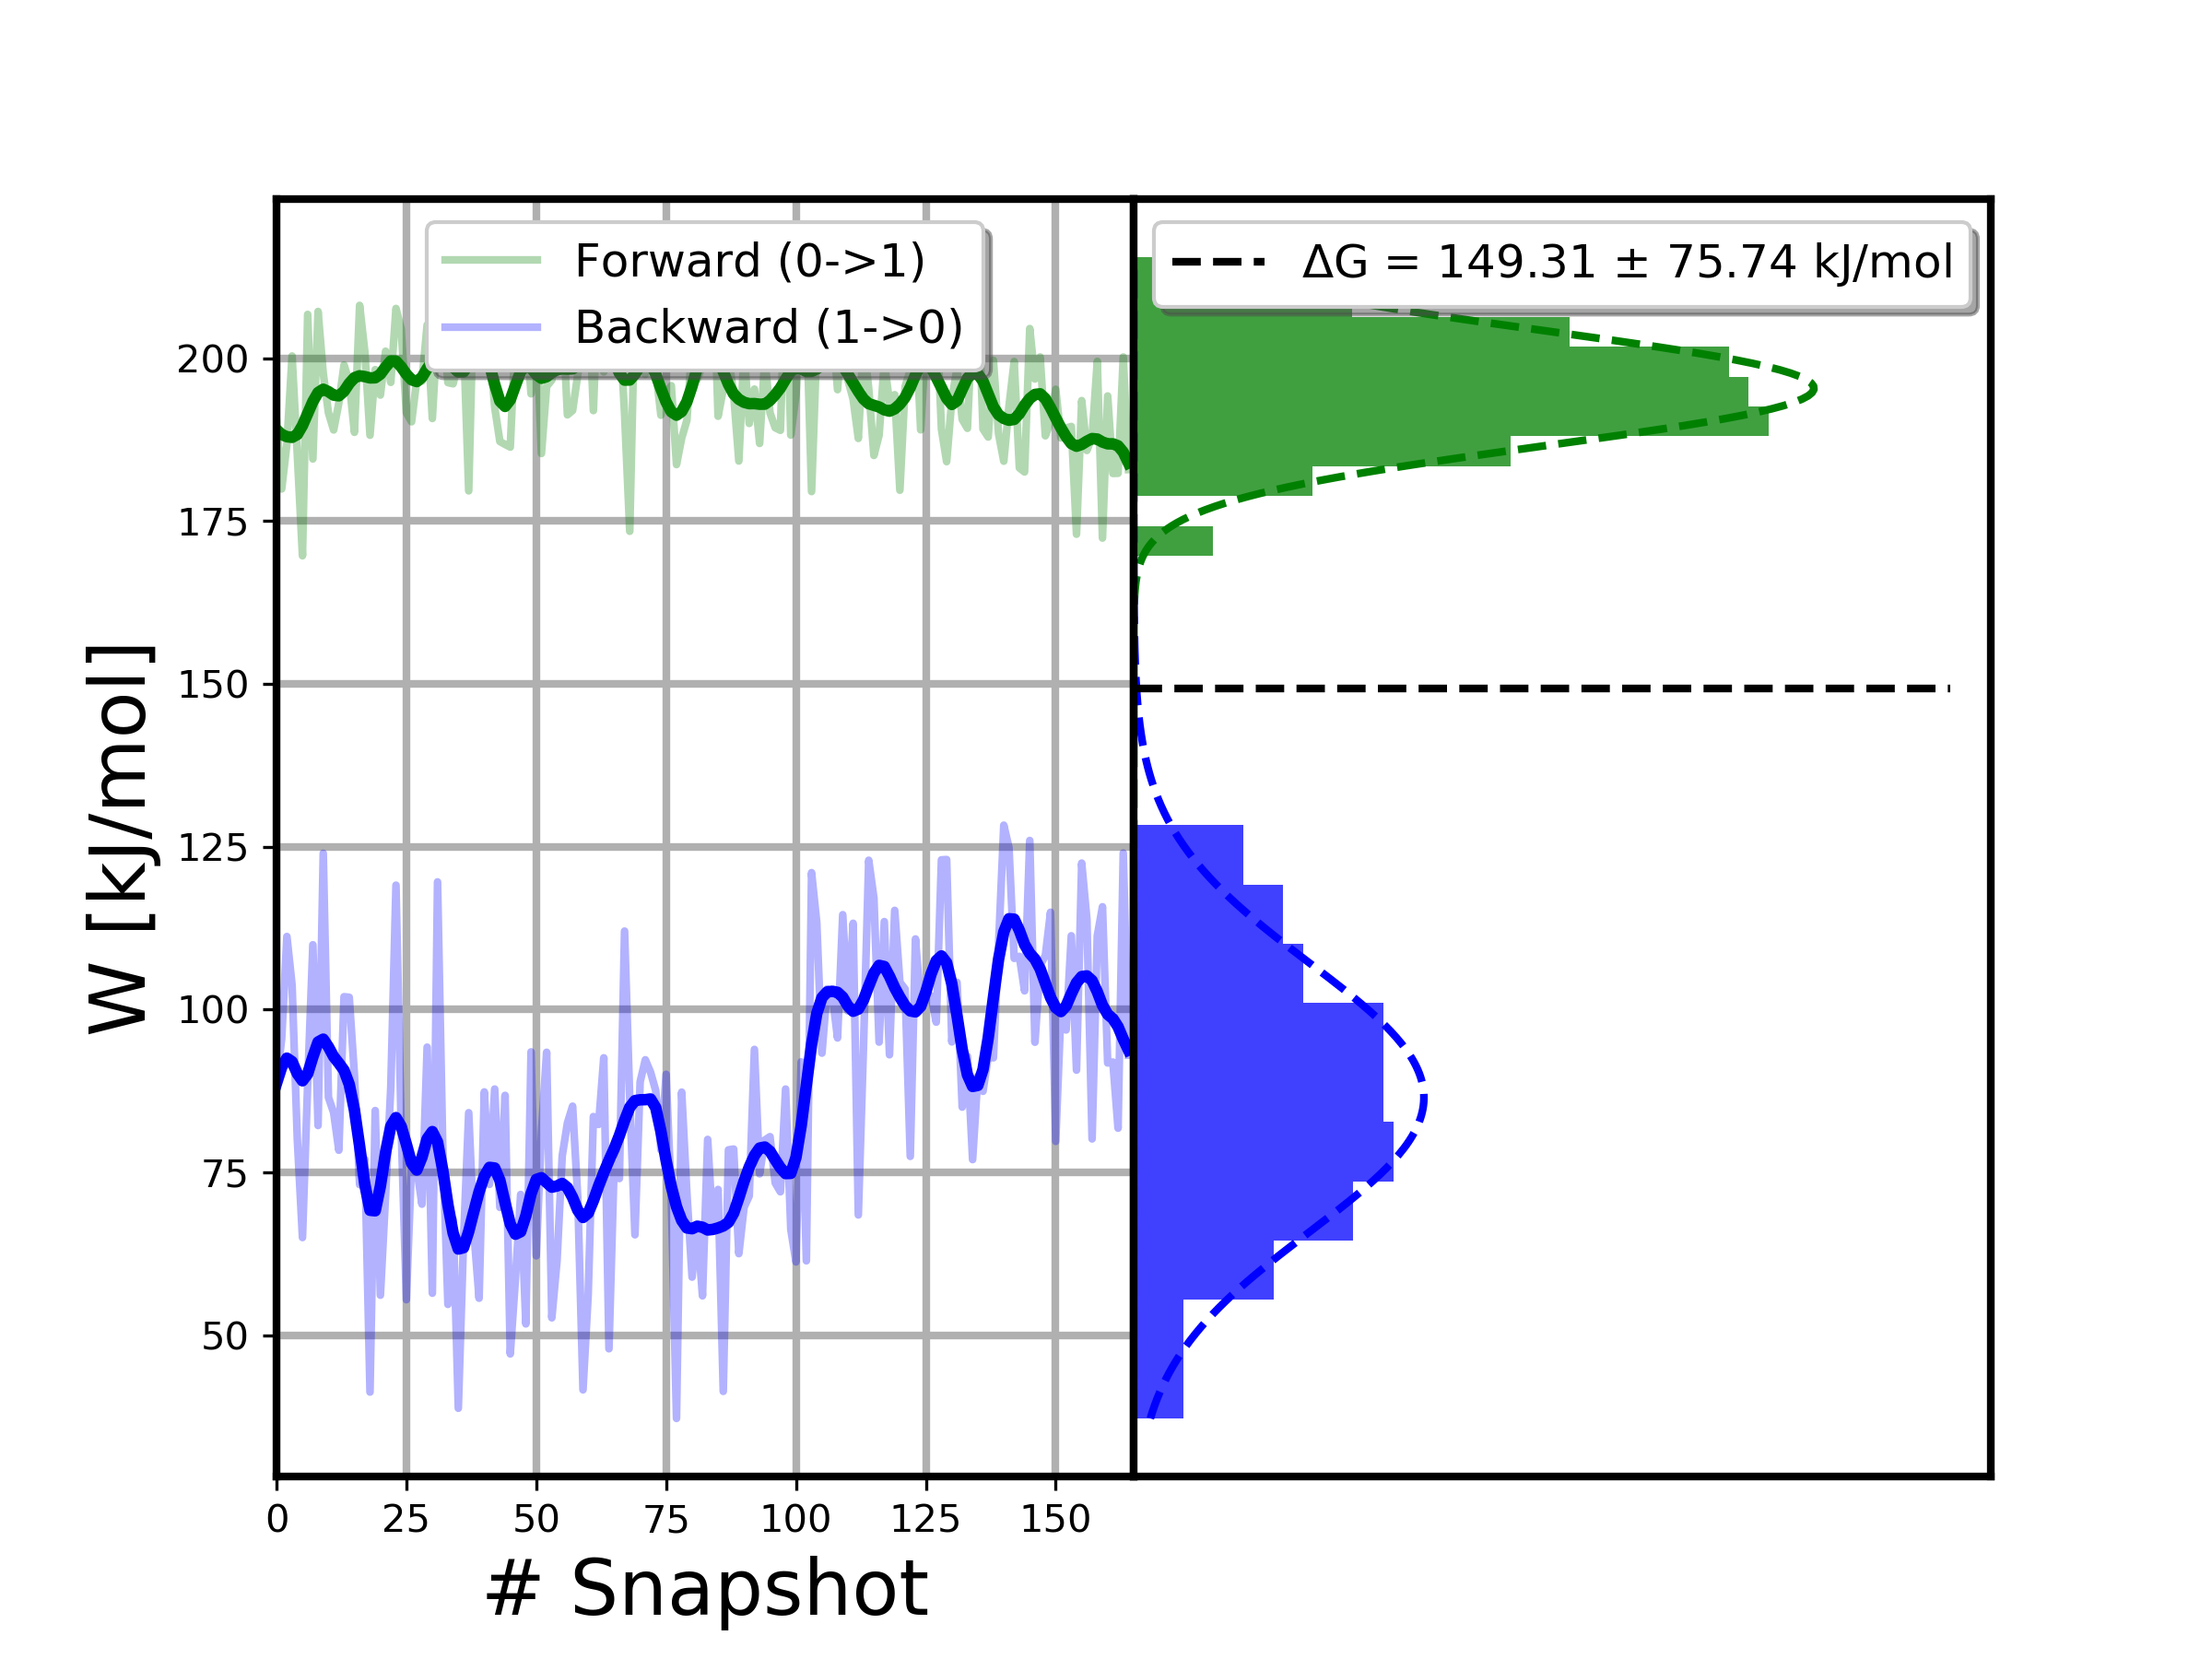 Forward (0->1)
Backward (1->0)
ΔG = 149.31 ± 75.74 kJ/mol
W [kJ/mol]
200
175
150
125
100
75
50
0 25 50 75 100 125 150
# Snapshot